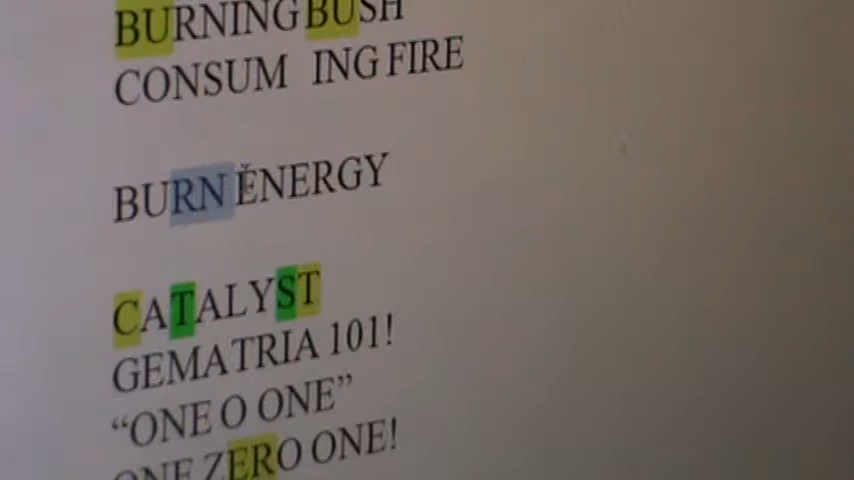 BURNING BUSH
CONSUM ING FIRE
BURN ENERGY
CATALYST
GEMATRIA 101!
“ONE O ONE”
ONE ZERO ONE!